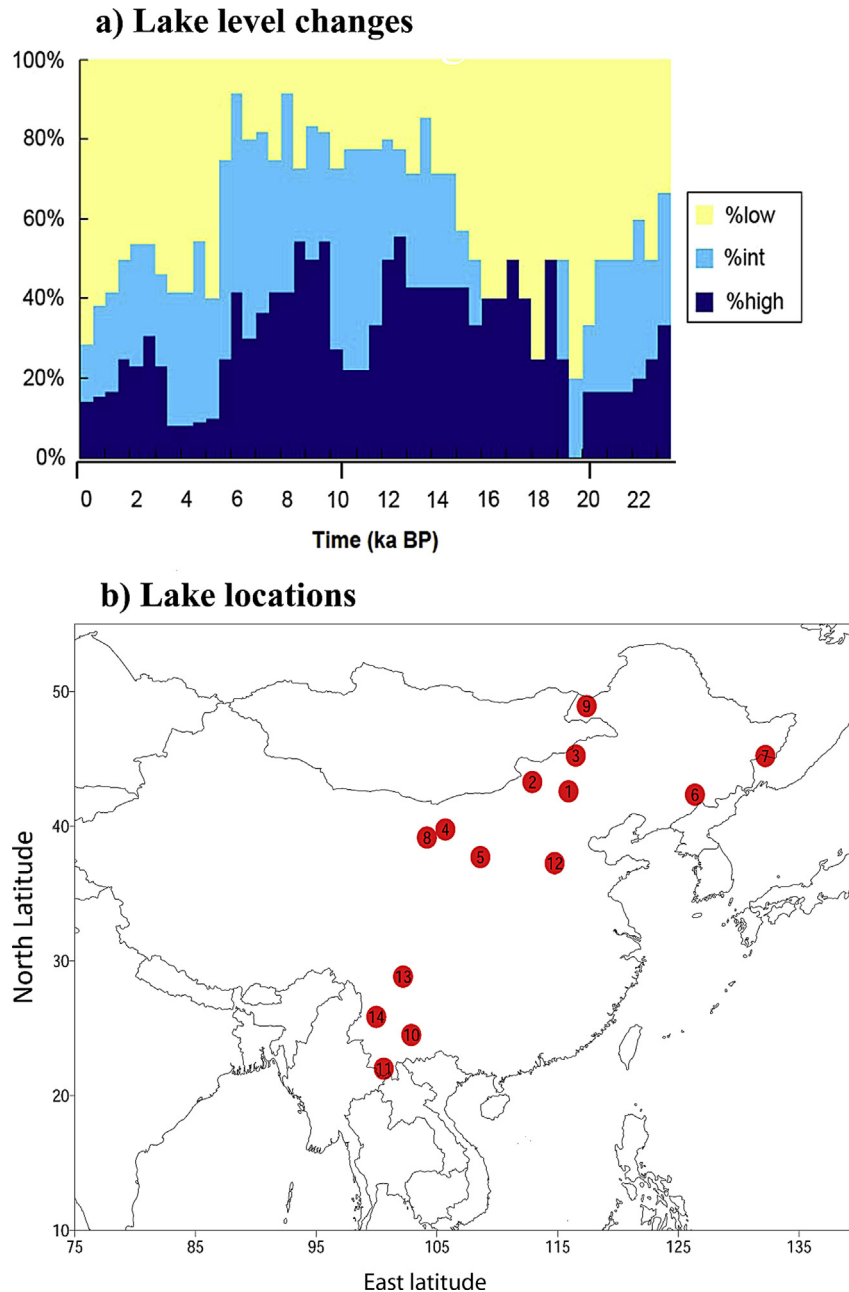 a) Lake level changes
100%
80%
60%
40%
20%
0%
%low
%int
%high
0 2 4 6 8 10 12 14 16 18 20 22
Time (ka BP)
b) Lake locations
North Latitude
50
40
30
20
10
9
3
7
2
1
6
4
8
5
12
13
14
10
11
75 85 95 105 115 125 135
East latitude